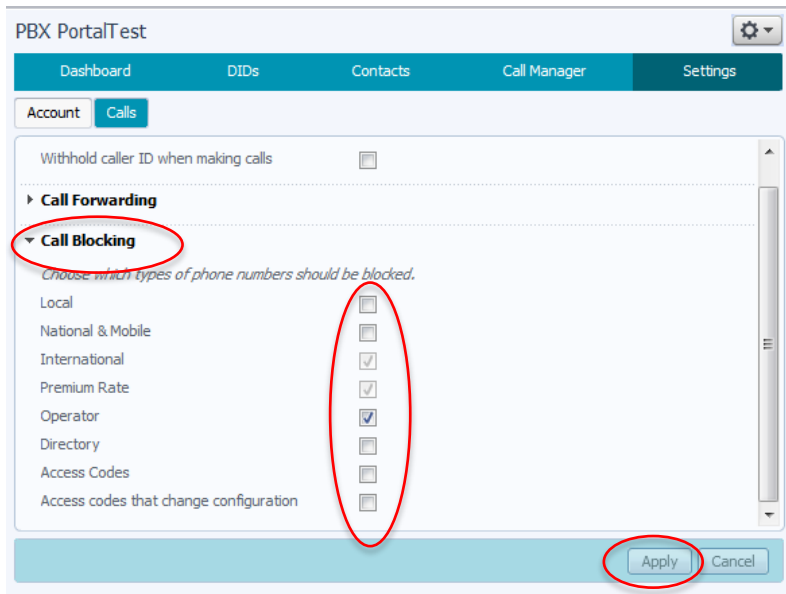 PBX PortalTest
Dashboard DIDs Contacts Call Manager Settings
Account Calls
Withhold caller ID when making calls
Call Forwarding
Call Blocking
Choose which types of phone numbers should be blocked.
Local
National & Mobile
International
Premium Rate
Operator
Directory
Access Codes
Access codes that change configuration
Apply Cancel